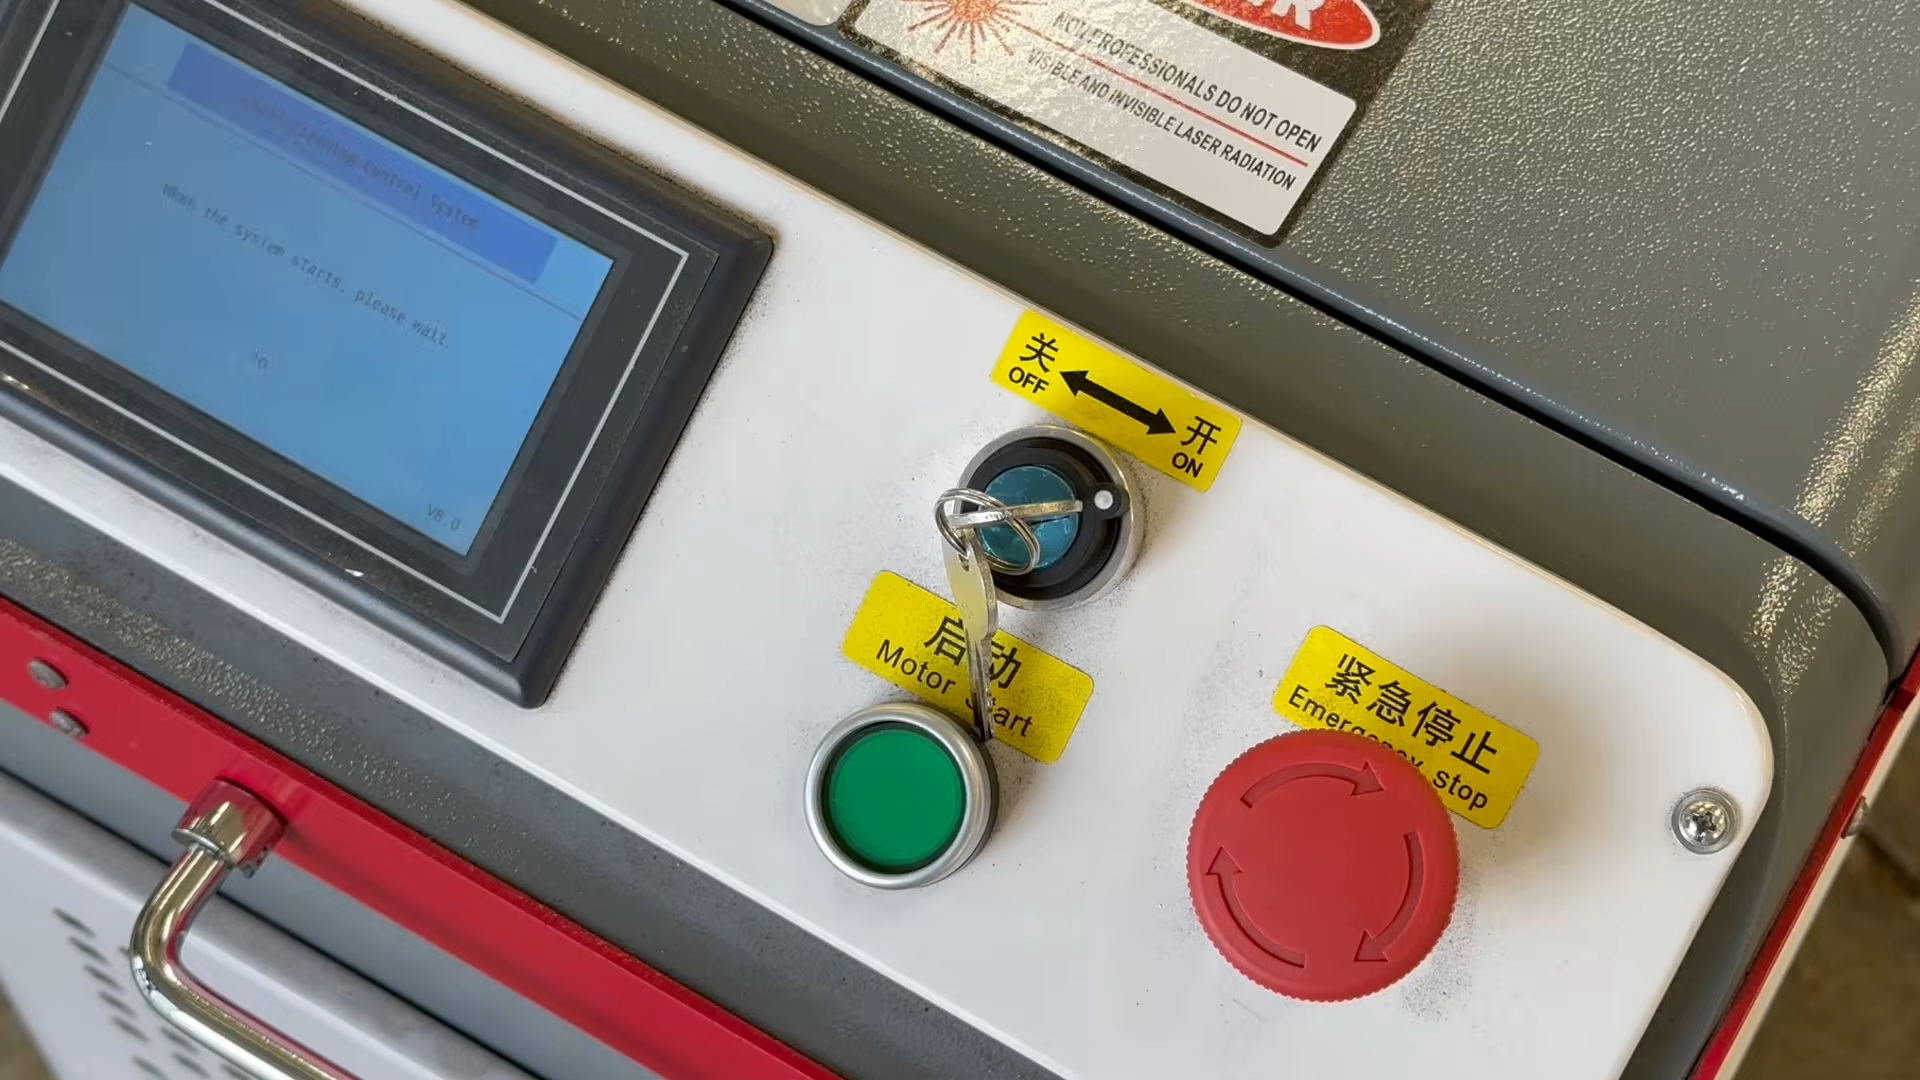 NON PROFESSIONALS DO NOT OPEN
VISIBLE AND INVISIBLE LASER RADIATION
Control System
When the system starts, please wait
V8.0
关
OFF
开
ON
启动
Motor Start
紧急停止
Emergency stop